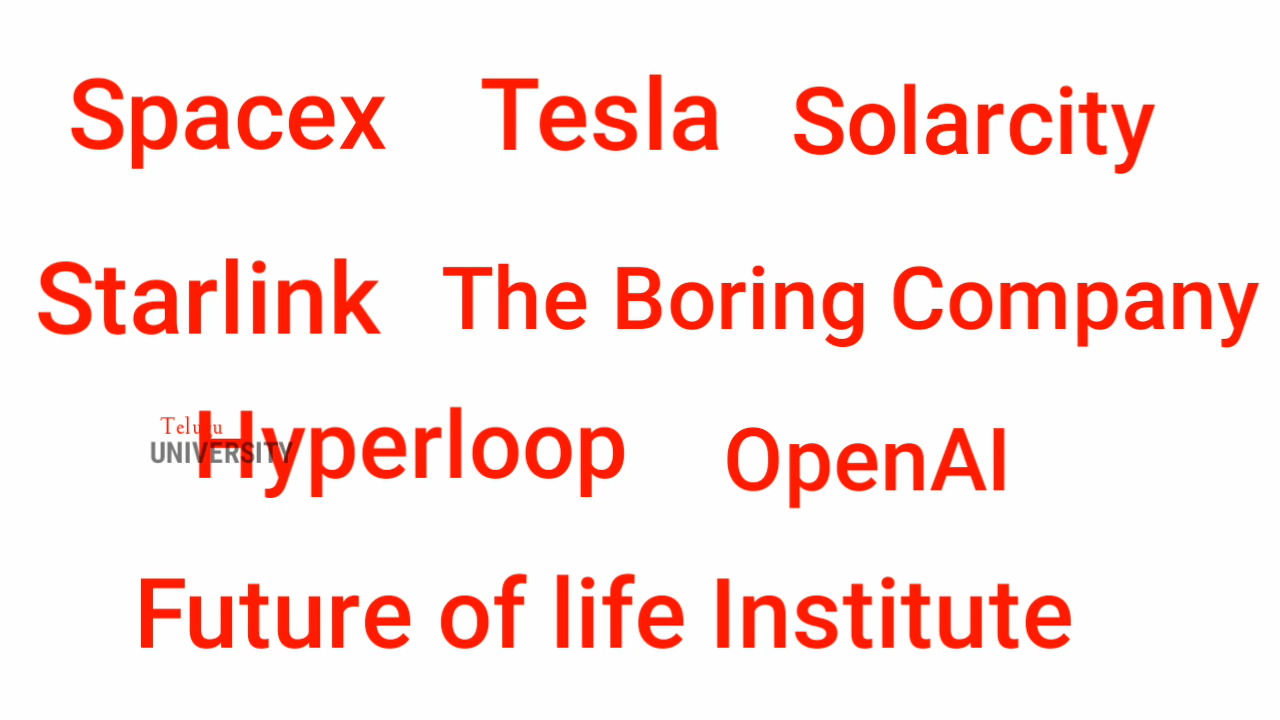 Spacex Tesla Solarcity
Starlink The Boring Company
Telugu
UNIVERSITY
Hyperloop OpenAI
Future of life Institute